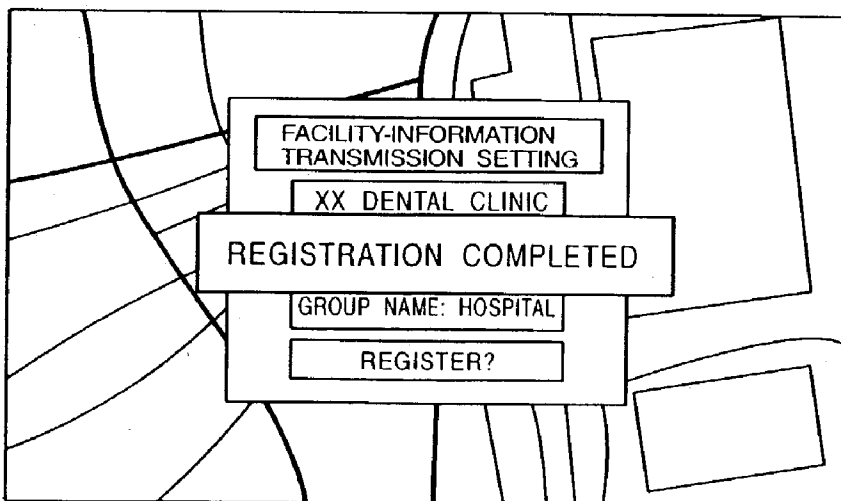 FACILITY-INFORMATION
TRANSMISSION SETTING
XX DENTAL CLINIC
REGISTRATION COMPLETED
GROUP NAME: HOSPITAL
REGISTER?